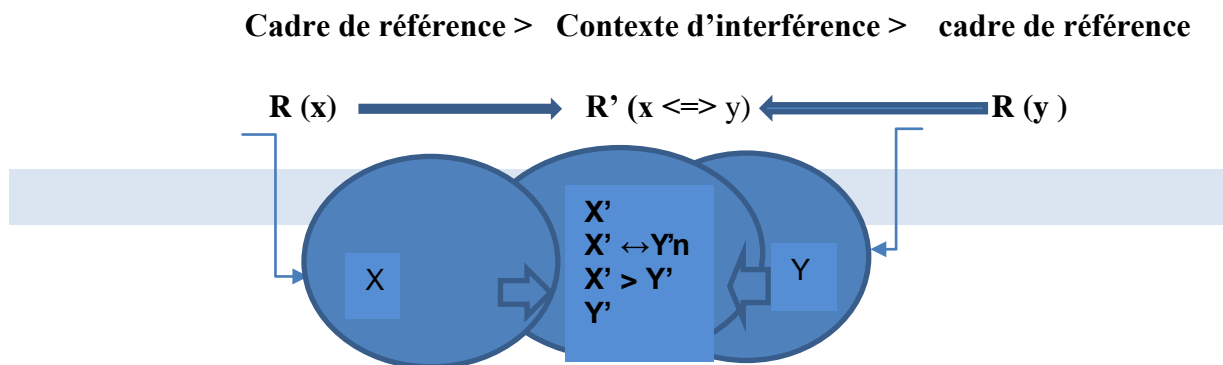 Cadre de référence > Contexte d’interférence > cadre de référence
R (x) R’ (x <=> y) R (y )
X
X’
X’ ↔Y’n
X’ > Y’
Y’
Y